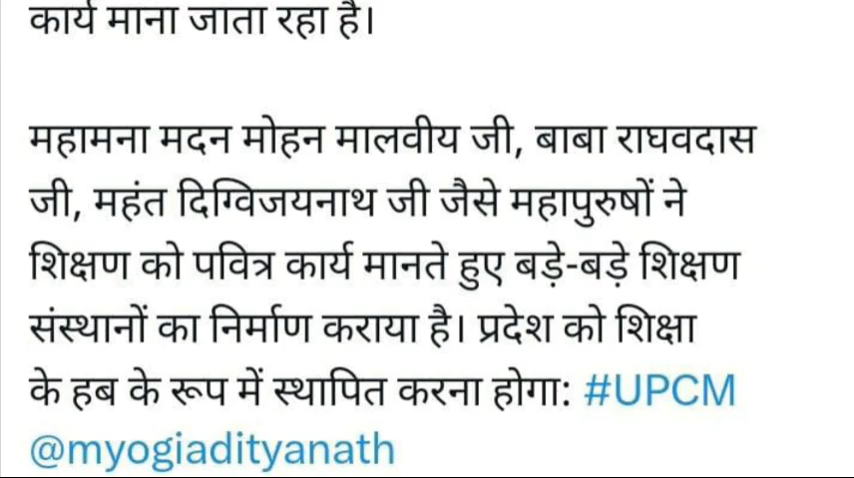 कार्य माना जाता रहा है।
महामना मदन मोहन मालवीय जी, बाबा राघवदास
जी, महंत दिग्विजयनाथ जी जैसे महापुरुषों ने
शिक्षण को पवित्र कार्य मानते हुए बड़े-बड़े शिक्षण
संस्थानों का निर्माण कराया है। प्रदेश को शिक्षा
के हब के रूप में स्थापित करना होगा: #UPCM
@myogiadityanath